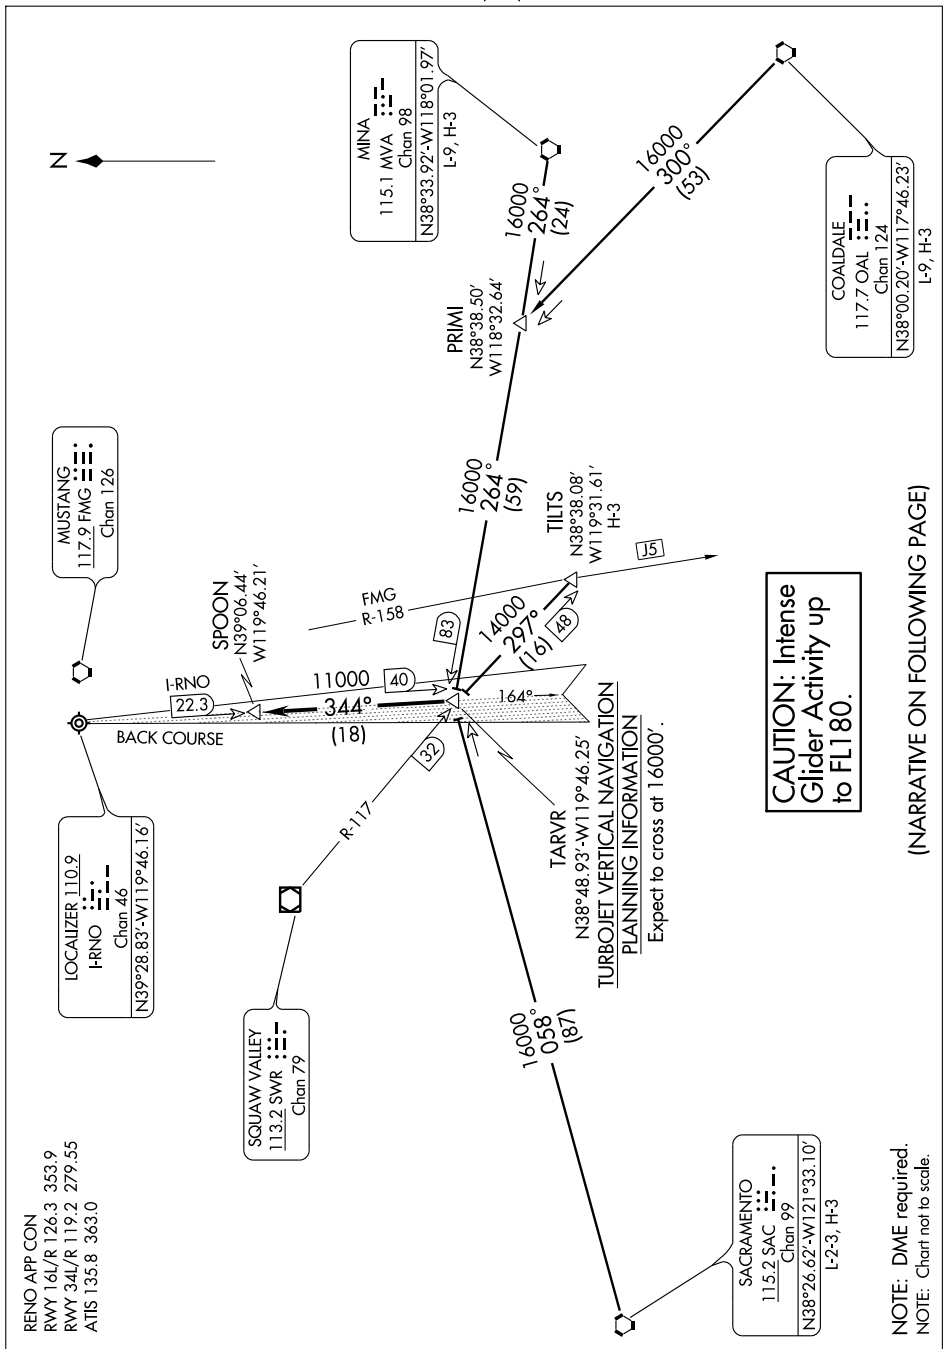 RENO APP CON
RWY 16L/R 126.3 353.9
RWY 34L/R 119.2 279.55
ATIS 135.8 363.0
LOCALIZER 110.9
I-RNO
Chan 46
N39°28.83'-W119°46.16'
MUSTANG
117.9 FMG
Chan 126
N
MINA
115.1 MVA
Chan 98
N38°33.92'-W118°01.97'
L-9, H-3
SQUAW VALLEY
113.2 SWR
Chan 79
I-RNO
22.3
BACK COURSE
SPOON
N39°06.44'
W119°46.21'
11000
344°
(18)
40
164°
R-117
32
FMG
R-158
83
14000
297°
(16)
48
TILTS
N38°38.08'
W119°31.61'
H-3
J5
16000
264°
(59)
PRIMI
N38°38.50'
W118°32.64'
16000
264°
(24)
16000
300°
(53)
TARVR
N38°48.93'-W119°46.25'
TURBOJET VERTICAL NAVIGATION
PLANNING INFORMATION
Expect to cross at 16000'.
16000
058°
(87)
SACRAMENTO
115.2 SAC
Chan 99
N38°26.62'-W121°33.10'
L-2-3, H-3
COALDALE
117.7 OAL
Chan 124
N38°00.20'-W117°46.23'
L-9, H-3
CAUTION: Intense
Glider Activity up
to FL180.
NOTE: DME required.
NOTE: Chart not to scale.
(NARRATIVE ON FOLLOWING PAGE)